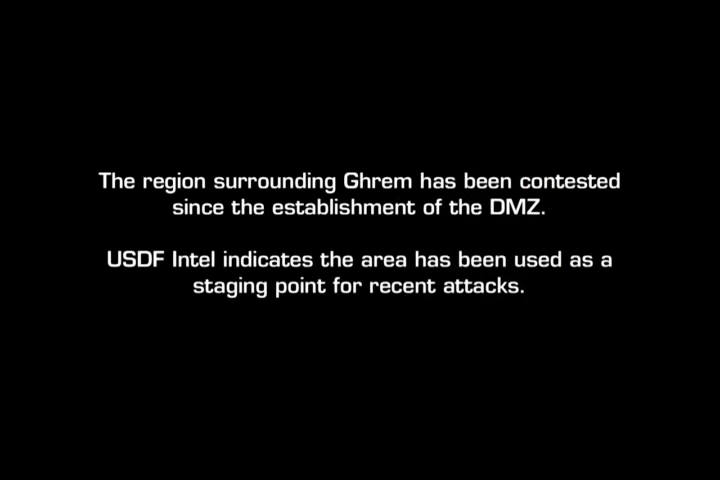 The region surrounding Ghrem has been contested
since the establishment of the DMZ.
USDF Intel indicates the area has been used as a
staging point for recent attacks.